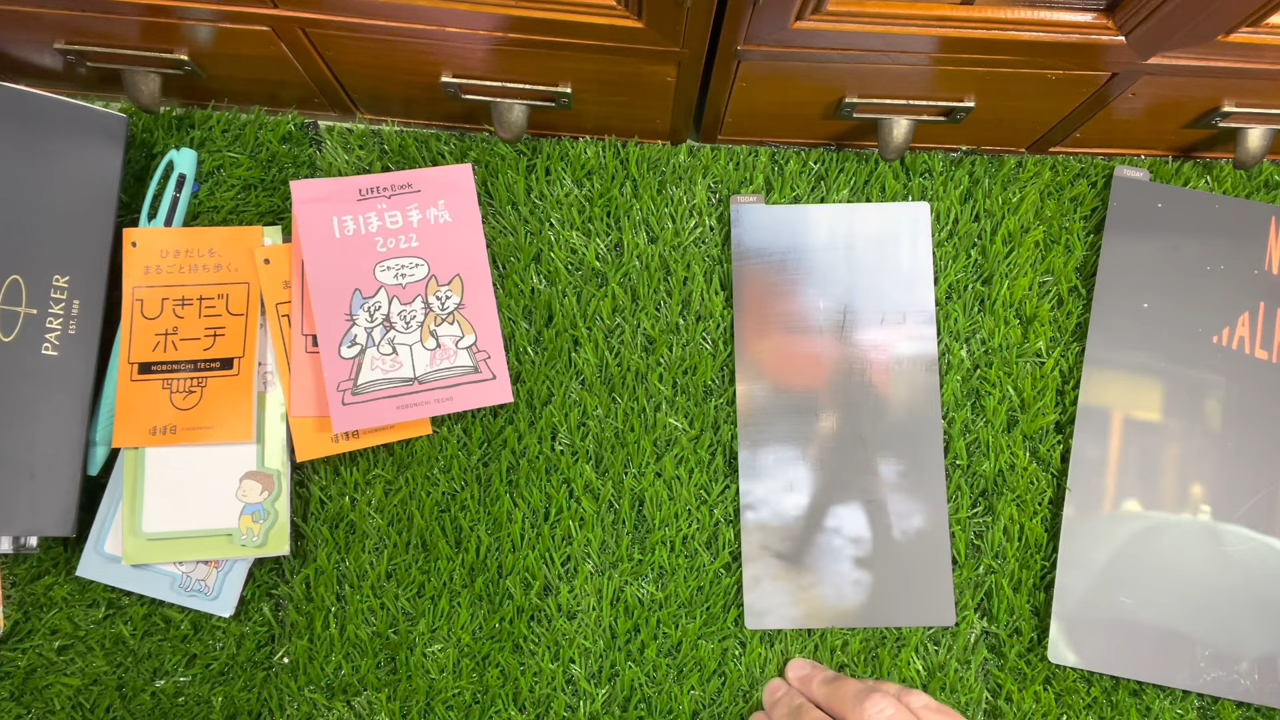 PARKER
EST. 1888
ひきだしを、
まるごと持ち歩く。
ひきだし
ポーチ
HOBONICHI TECHO
ほぼ日
LIFEのBOOK
ほぼ日手帳
2022
ニャーニャーニャー
イヤー
HOBONICHI TECHO
ほぼ日
TODAY
TODAY